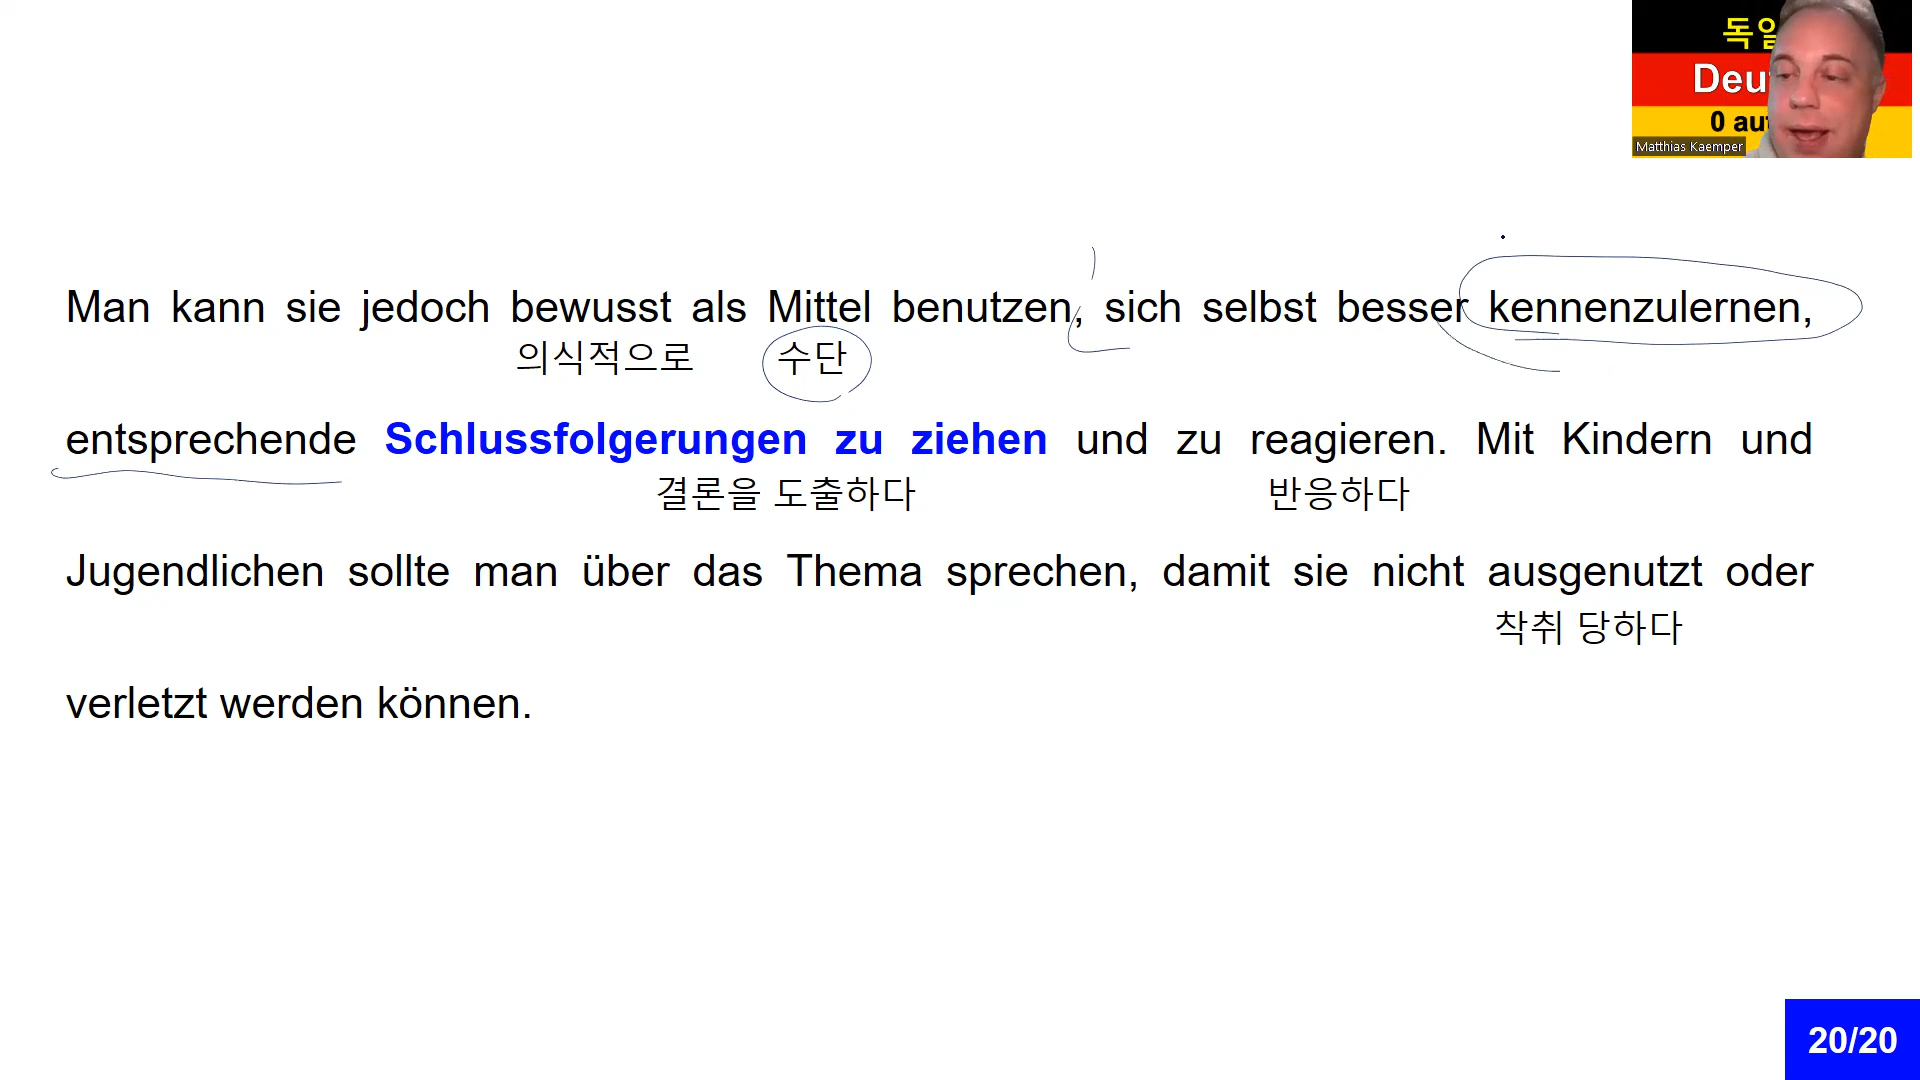 독일
Deu
0 au
Matthias Kaemper
Man kann sie jedoch bewusst als Mittel benutzen, sich selbst besser kennenzulernen,
의식적으로 수단
entsprechende Schlussfolgerungen zu ziehen und zu reagieren. Mit Kindern und
결론을 도출하다 반응하다
Jugendlichen sollte man über das Thema sprechen, damit sie nicht ausgenutzt oder
착취 당하다
verletzt werden können.
20/20